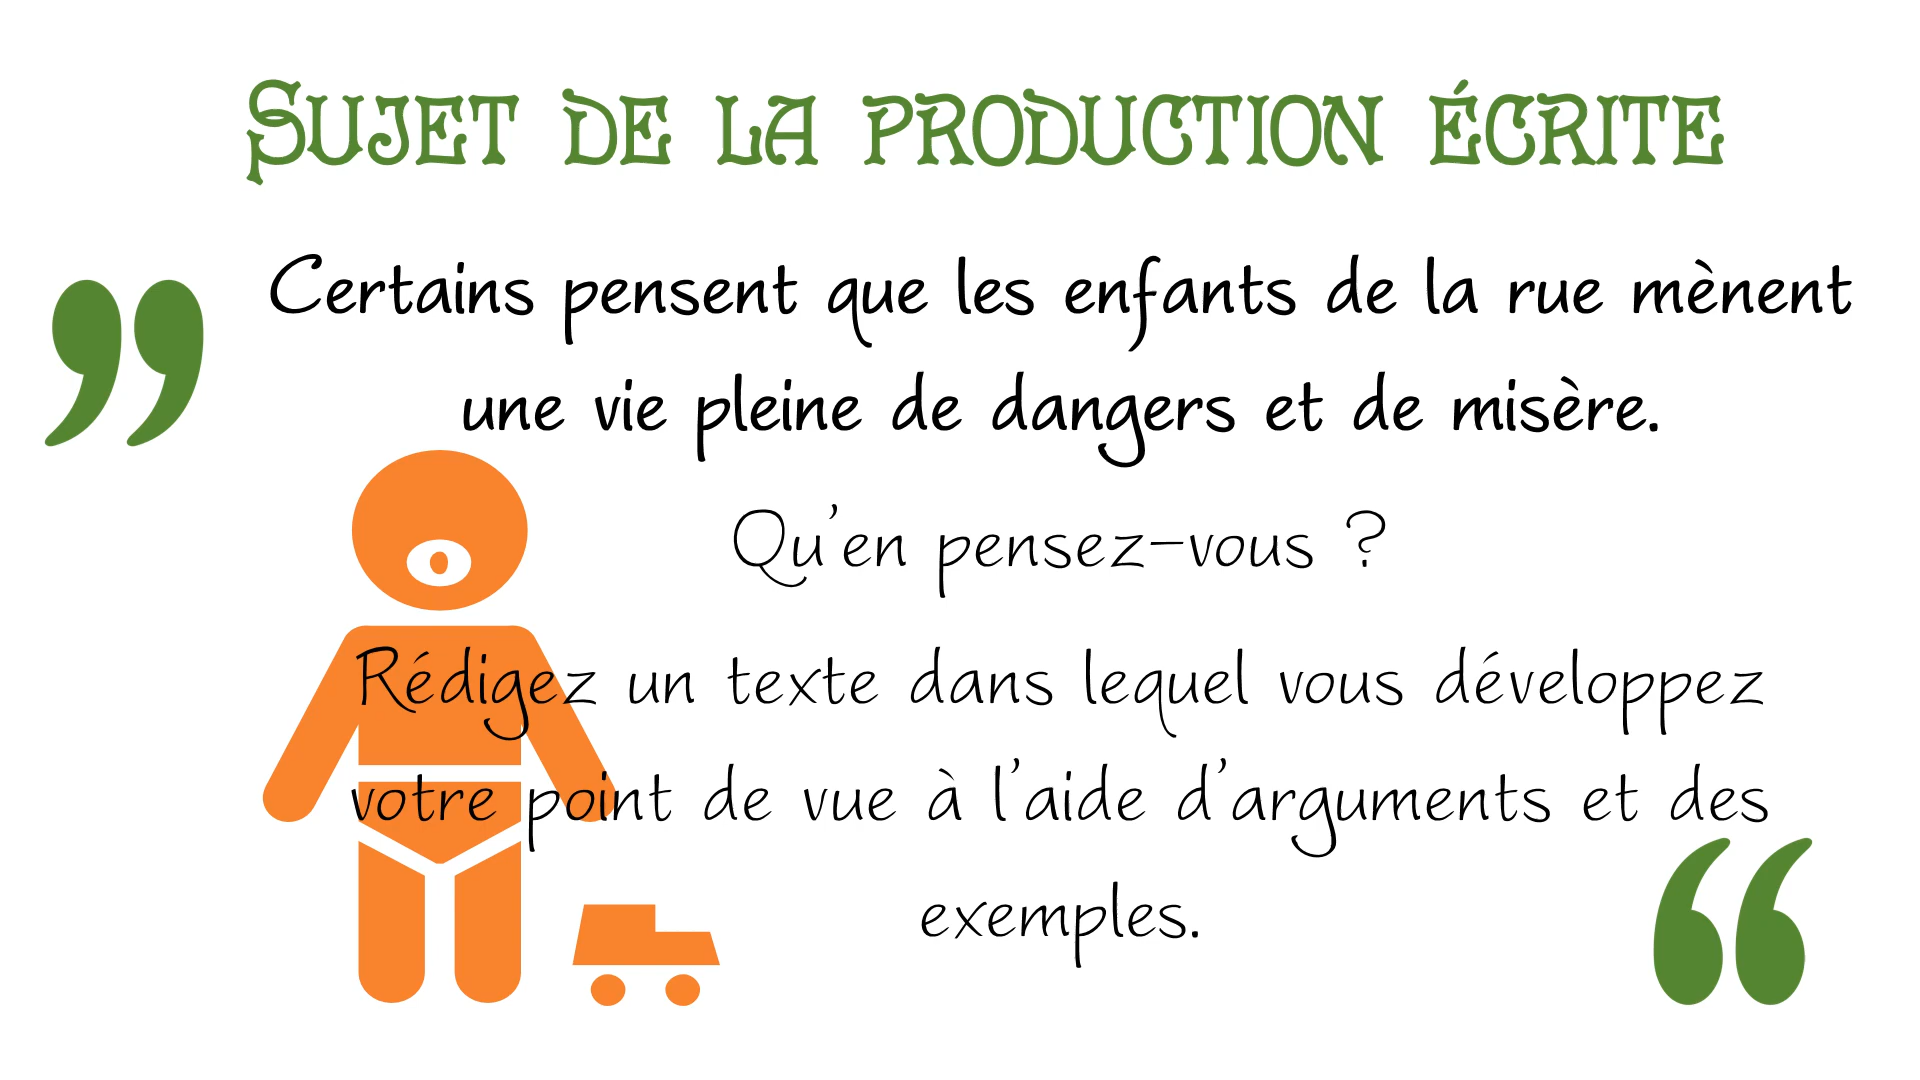 Sujet de la production écrite
Certains pensent que les enfants de la rue mènent
une vie pleine de dangers et de misère.
Qu'en pensez-vous ?
Rédigez un texte dans lequel vous développez
votre point de vue à l'aide d'arguments et des
exemples.